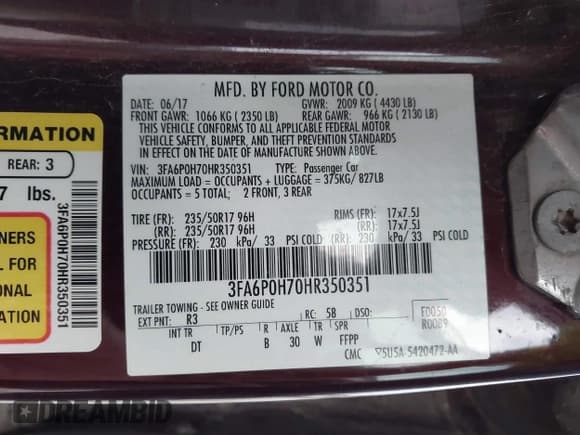 MFD. BY FORD MOTOR CO.
DATE: 06/17 GVWR: 2009 KG ( 4430 LB)
FRONT GAWR: 1066 KG ( 2350 LB) REAR GAWR: 966 KG ( 2130 LB)
THIS VEHICLE CONFORMS TO ALL APPLICABLE FEDERAL MOTOR
VEHICLE SAFETY, BUMPER, AND THEFT PREVENTION STANDARDS
IN EFFECT ON THE DATE OF MANUFACTURE SHOWN ABOVE.
VIN: 3FA6P0H70HR350351 TYPE: Passenger Car
MAXIMUM LOAD = OCCUPANTS + LUGGAGE = 375KG/ 827LB
OCCUPANTS = 5 TOTAL; 2 FRONT, 3 REAR
TIRE (FR): 235/50R17 96H RIMS (FR): 17x7.5J
(RR): 235/50R17 96H (RR): 17x7.5J
PRESSURE (FR): 230 kPa/ 33 PSI COLD (RR): 230 kPa/ 33 PSI COLD
3FA6P0H70HR350351
TRAILER TOWING - SEE OWNER GUIDE
EXT PNT: R3 RC: 5B DSO: F0050
INT TR TP/PS R AXLE TR SPR R0089
DT B 30 W FFPP
CMC 5U5A-5420472-AA
ORMATION
REAR: 3
7 lbs.
NERS
L FOR
ONAL
ATION
3FA6P0H70HR350351
DREAMBID